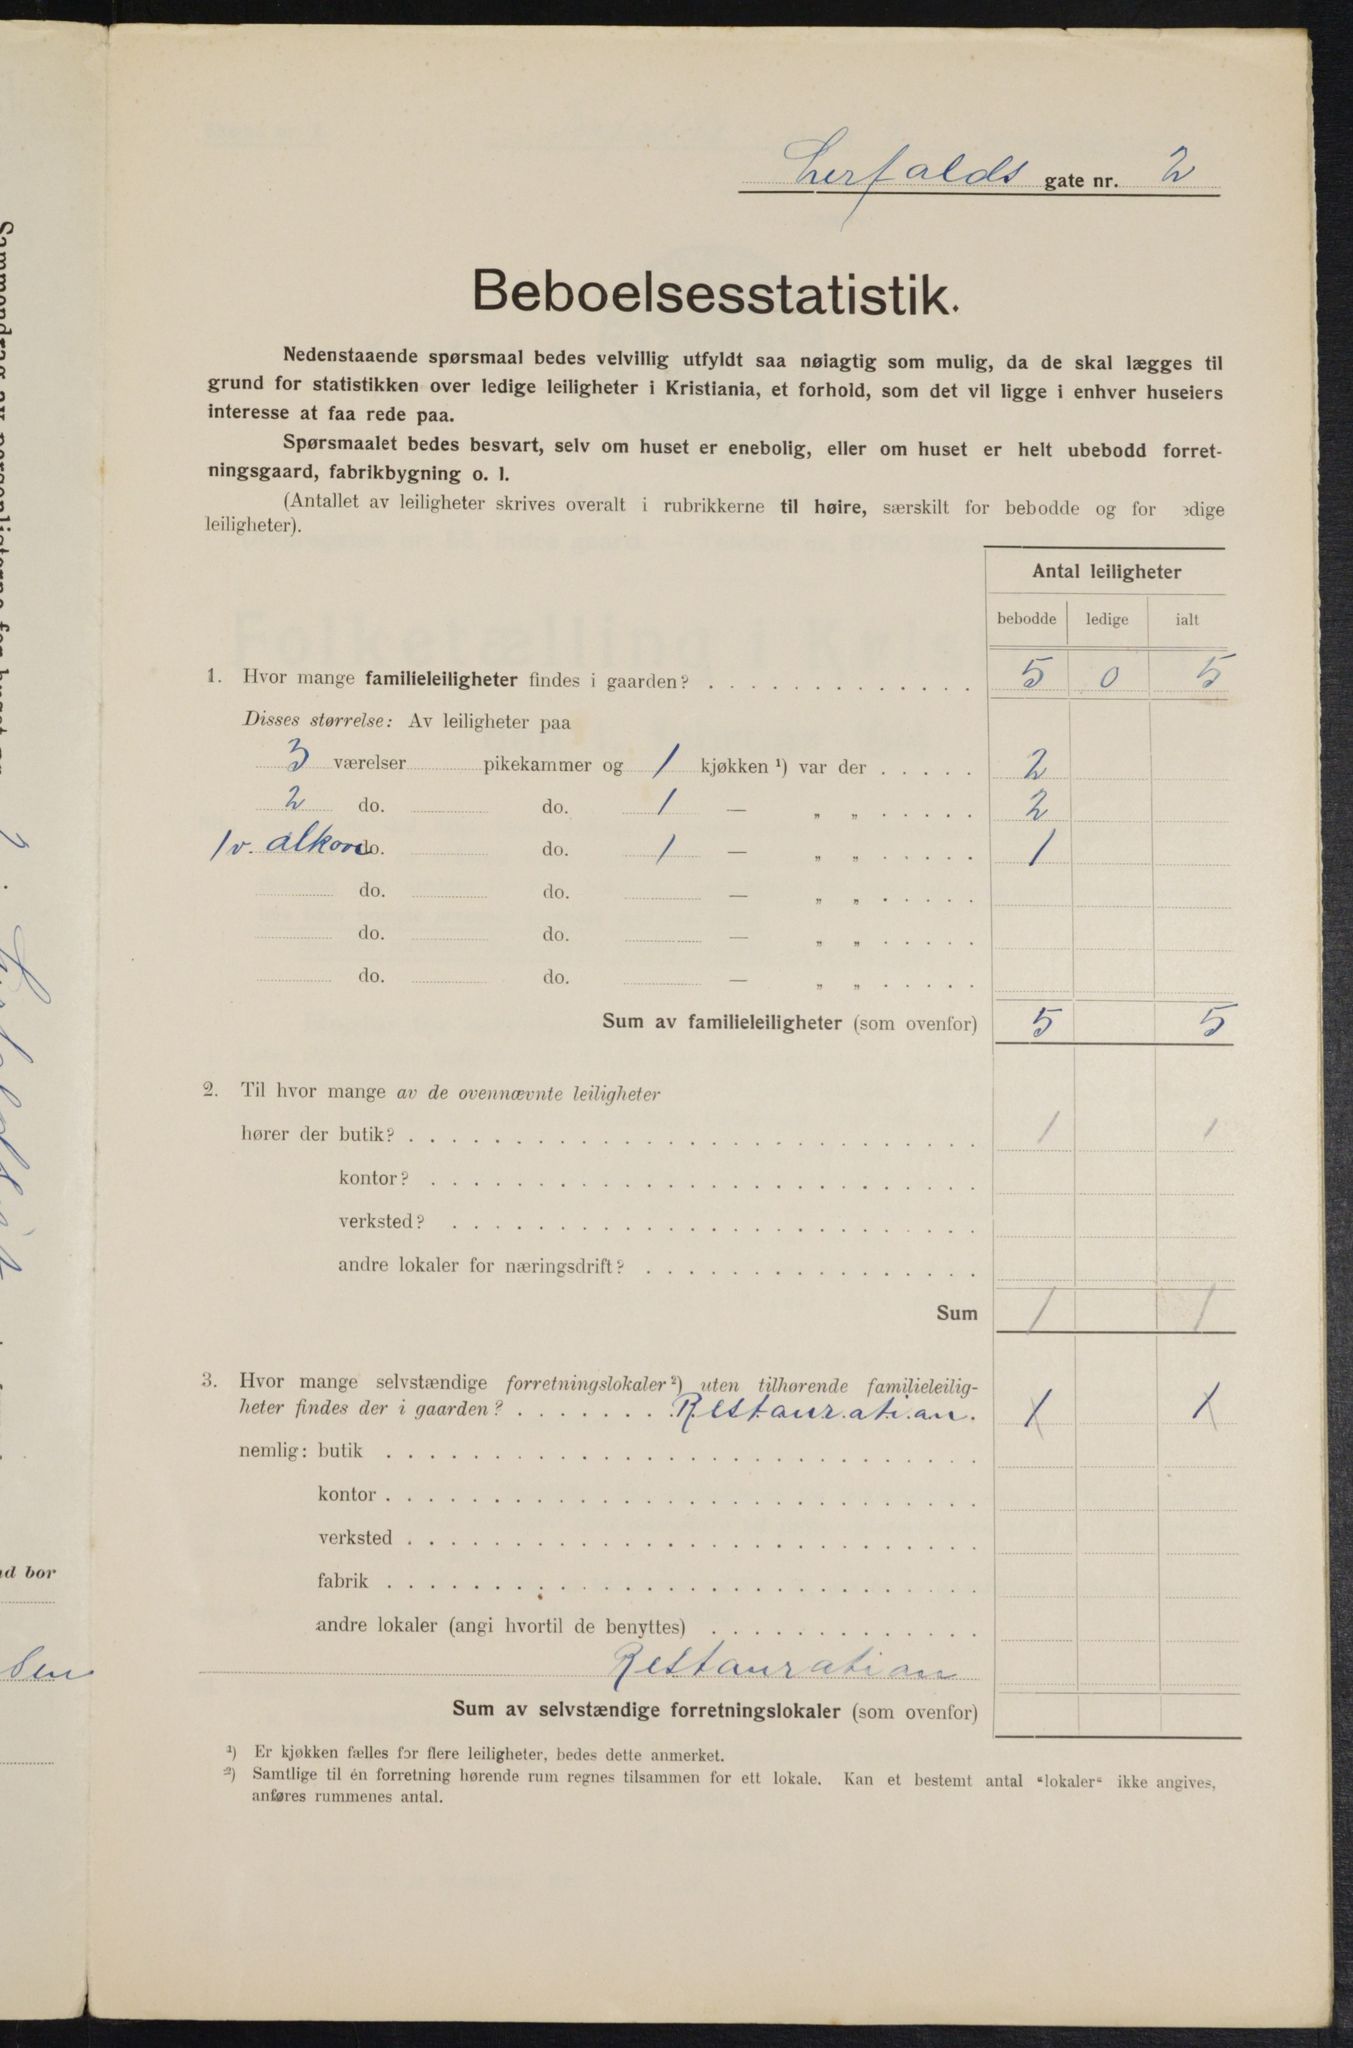 Lerfalds gate nr. 2
Beboelsesstatistik.
Nedenstaaende spørsmaal bedes velvillig utfyldt saa nøiagtig som mulig, da de skal lægges til
grund for statistikken over ledige leiligheter i Kristiania, et forhold, som det vil ligge i enhver huseiers
interesse at faa rede paa.
Spørsmaalet bedes besvart, selv om huset er enebolig, eller om huset er helt ubebodd forret-
ningsgaard, fabrikbygning o. l.
(Antallet av leiligheter skrives overalt i rubrikkerne til høire, særskilt for bebodde og for edige
leiligheter).
Antal leiligheter
bebodde ledige ialt
1. Hvor mange familieleiligheter findes i gaarden? 5 0 5
Disses størrelse: Av leiligheter paa
3 værelser pikekammer og 1 kjøkken ¹) var der 2
2 do. do. 1 — „ „ 2
1 v. alkove do. do. 1 — „ „ 1
do. do. — „ „
do. do. — „ „
do. do. — „ „
Sum av familieleiligheter (som ovenfor) 5 5
2. Til hvor mange av de ovennævnte leiligheter
hører der butik? 1 1
kontor?
verksted?
andre lokaler for næringsdrift?
Sum 1 1
3. Hvor mange selvstændige forretningslokaler ²) uten tilhørende familieleilig-
heter findes der i gaarden? Restauration. 1 1
nemlig: butik
kontor
verksted
fabrik
andre lokaler (angi hvortil de benyttes)
Restauration
Sum av selvstændige forretningslokaler (som ovenfor)
¹) Er kjøkken fælles for flere leiligheter, bedes dette anmerket.
²) Samtlige til én forretning hørende rum regnes tilsammen for ett lokale. Kan et bestemt antal "lokaler" ikke angives,
anføres rummenes antal.